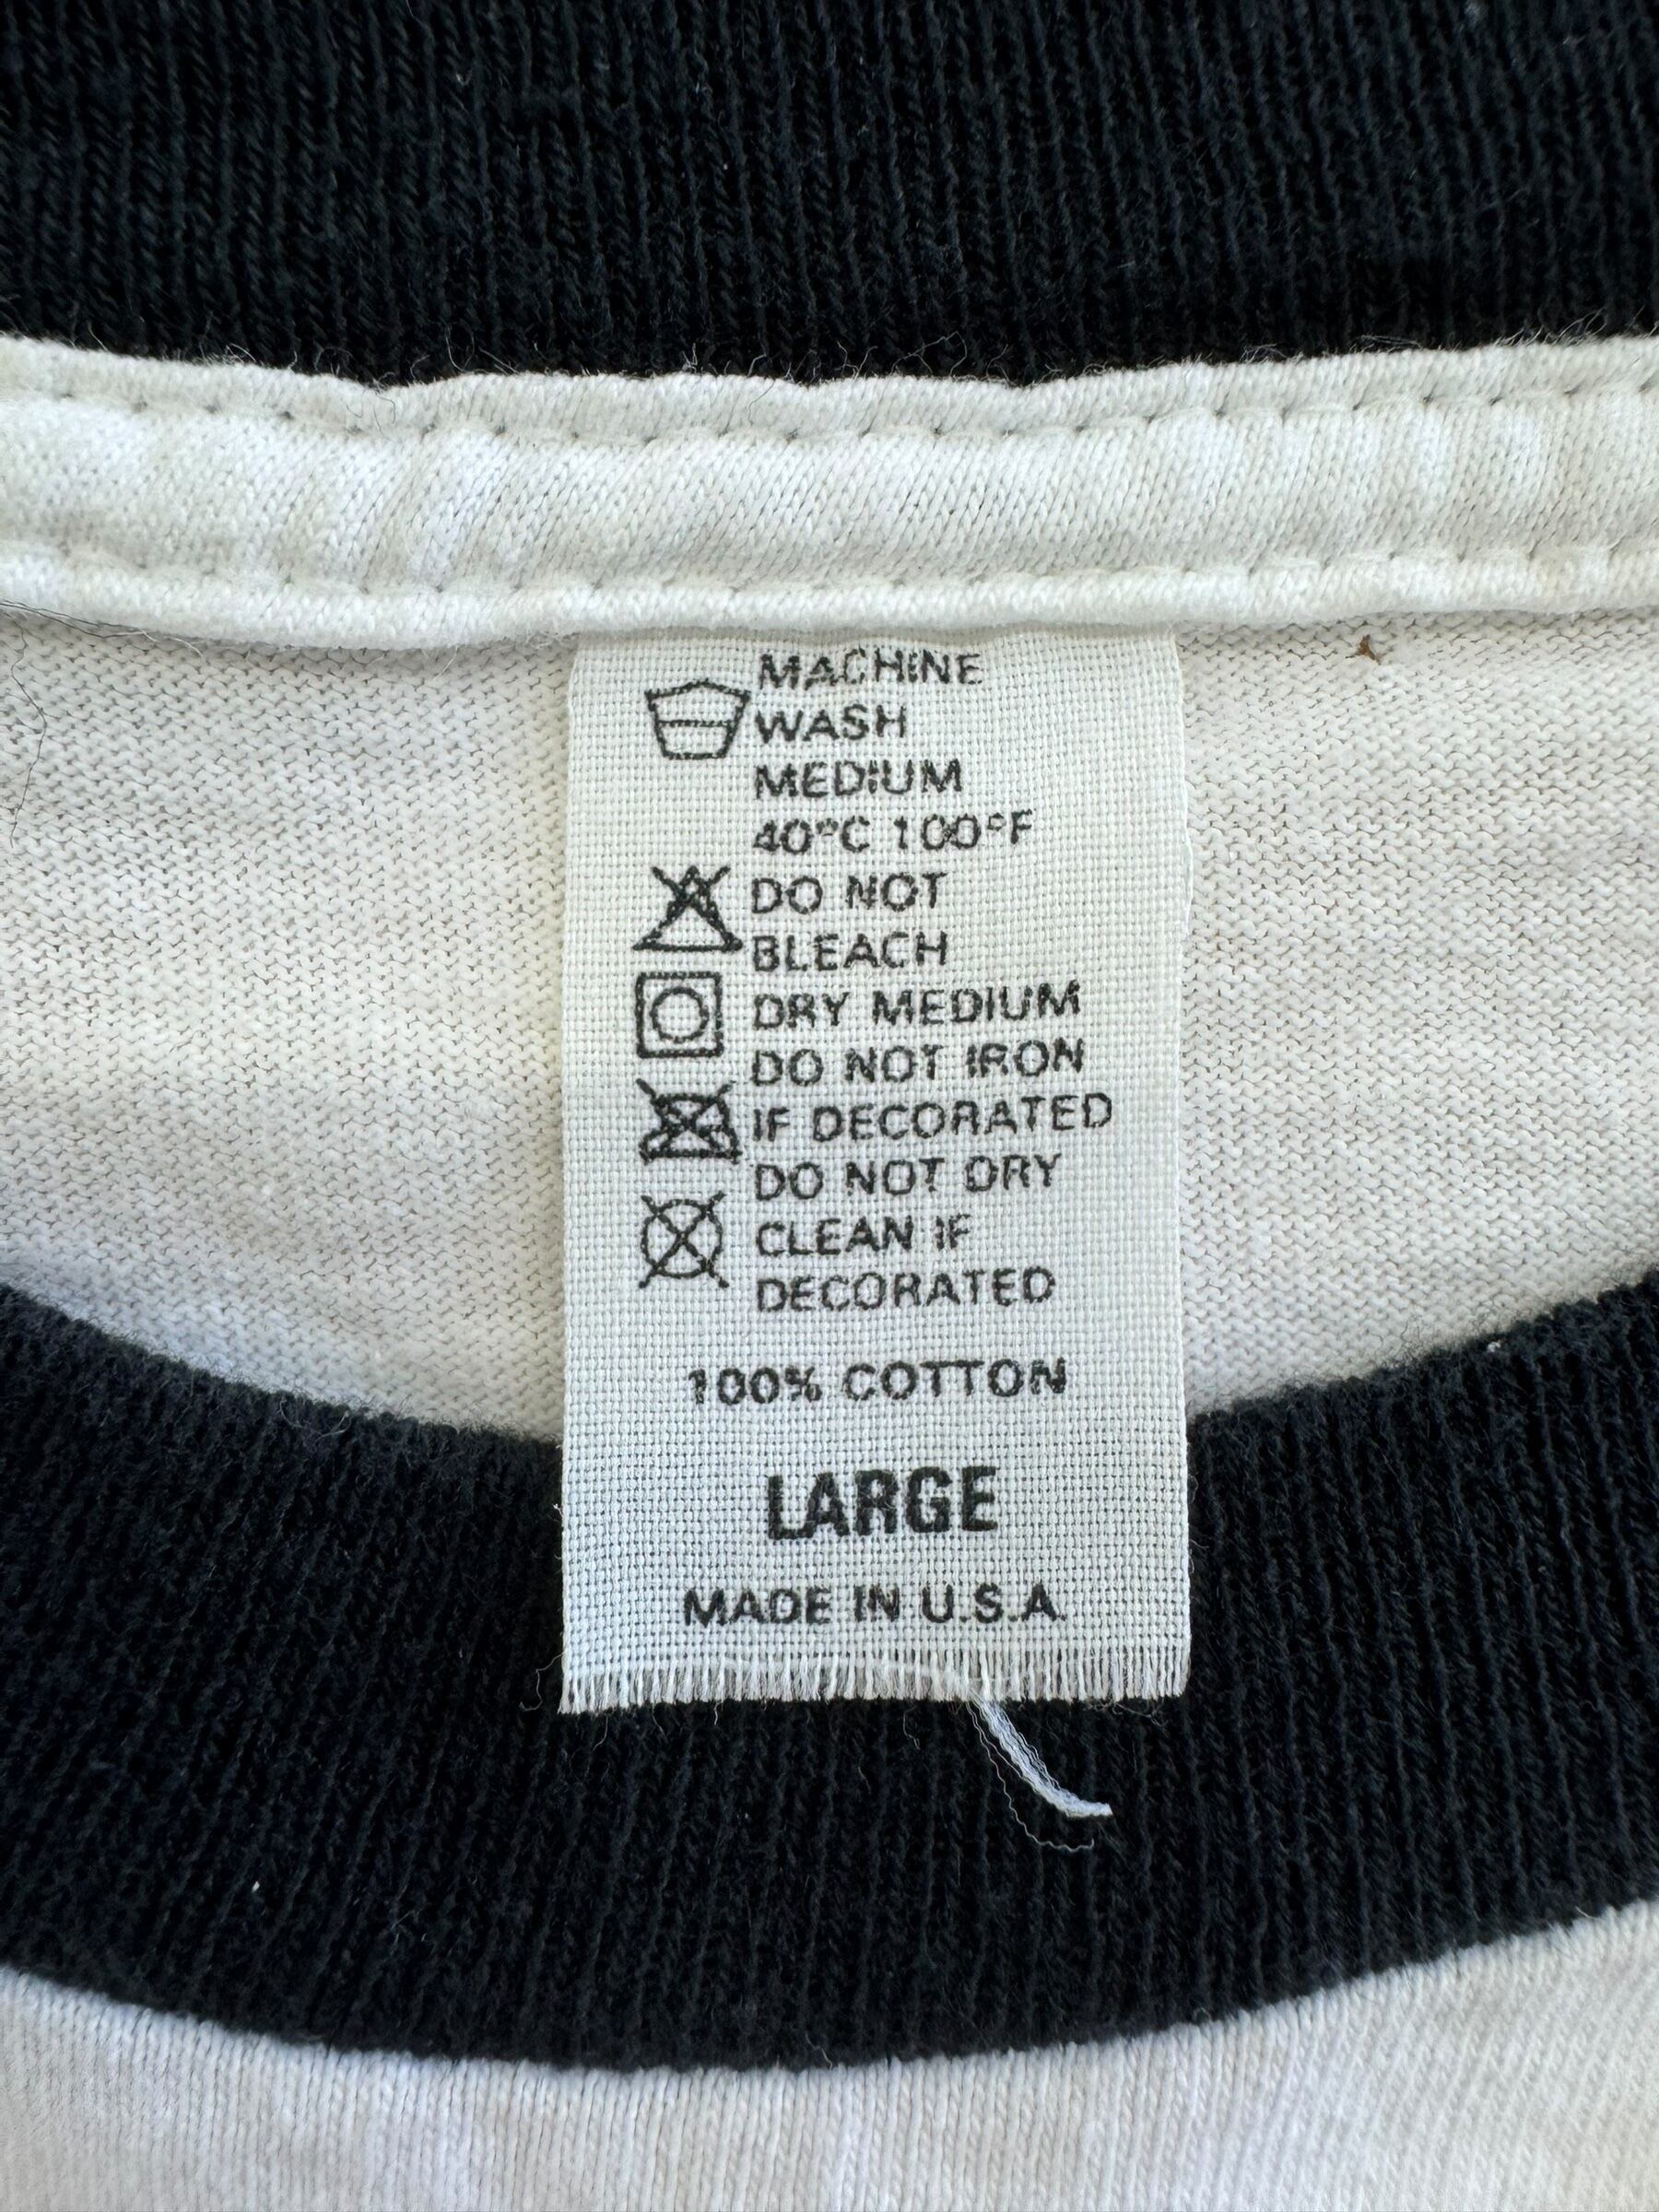 MACHINE
WASH
MEDIUM
40°C 100°F
DO NOT
BLEACH
DRY MEDIUM
DO NOT IRON
IF DECORATED
DO NOT DRY
CLEAN IF
DECORATED
100% COTTON
LARGE
MADE IN U.S.A.